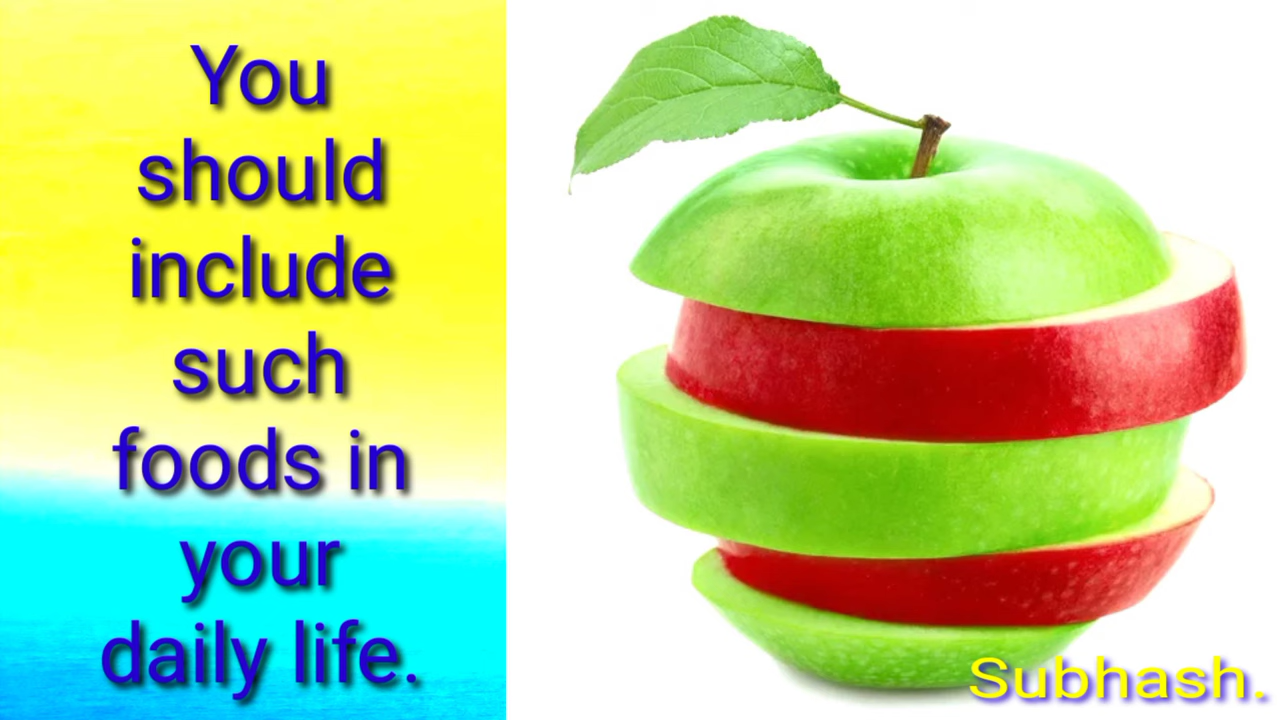 You
should
include
such
foods in
your
daily life.
Subhash.